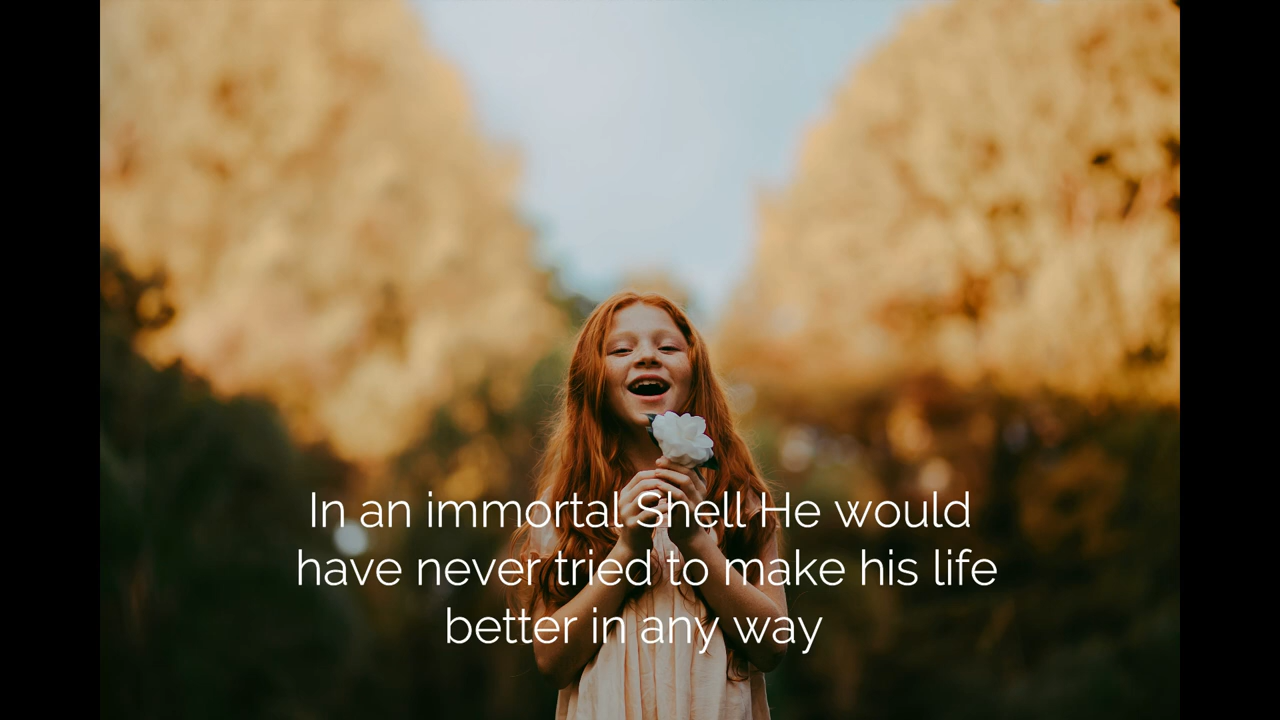 In an immortal Shell He would
have never tried to make his life
better in any way